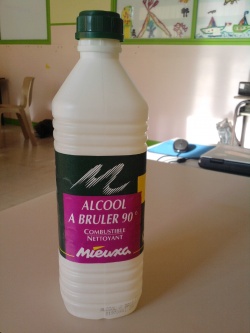 ALCOOL
A BRULER 90°
COMBUSTIBLE
NETTOYANT
Mieuxa